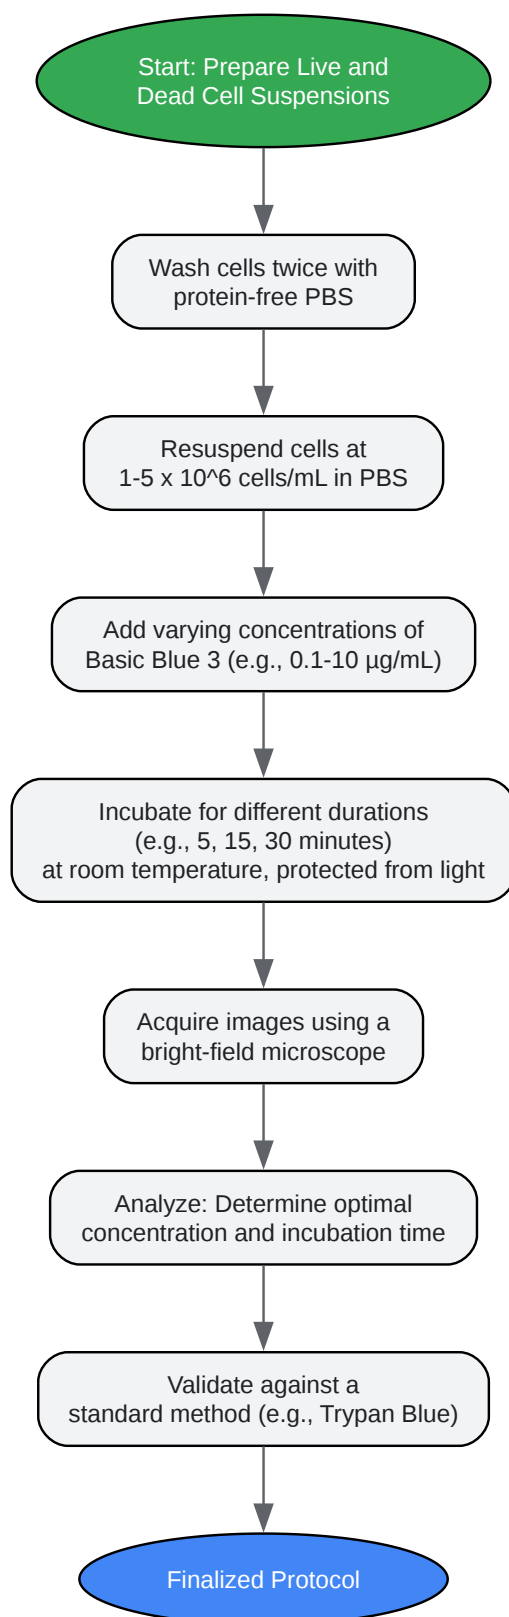 Start: Prepare Live and
Dead Cell Suspensions
Wash cells twice with
protein-free PBS
Resuspend cells at
1-5 x 10^6 cells/mL in PBS
Add varying concentrations of
Basic Blue 3 (e.g., 0.1-10 µg/mL)
Incubate for different durations
(e.g., 5, 15, 30 minutes)
at room temperature, protected from light
Acquire images using a
bright-field microscope
Analyze: Determine optimal
concentration and incubation time
Validate against a
standard method (e.g., Trypan Blue)
Finalized Protocol